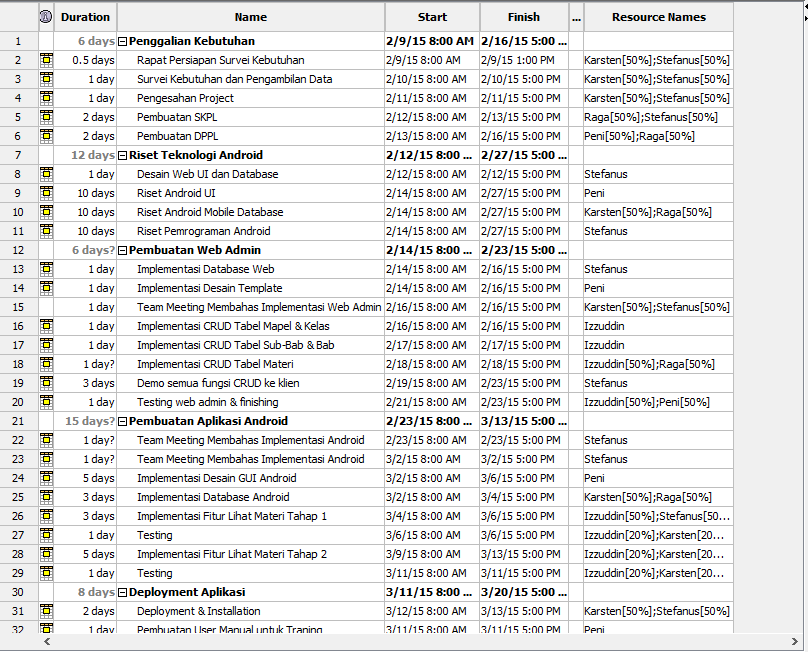 Duration Name Start Finish ... Resource Names
1 6 days Penggalian Kebutuhan 2/9/15 8:00 AM 2/16/15 5:00 ...
2 0.5 days Rapat Persiapan Survei Kebutuhan 2/9/15 8:00 AM 2/9/15 1:00 PM Karsten[50%];Stefanus[50%]
3 1 day Survei Kebutuhan dan Pengambilan Data 2/10/15 8:00 AM 2/10/15 5:00 PM Karsten[50%];Stefanus[50%]
4 1 day Pengesahan Project 2/11/15 8:00 AM 2/11/15 5:00 PM Karsten[50%];Stefanus[50%]
5 2 days Pembuatan SKPL 2/12/15 8:00 AM 2/13/15 5:00 PM Raga[50%];Stefanus[50%]
6 2 days Pembuatan DPPL 2/13/15 8:00 AM 2/16/15 5:00 PM Peni[50%];Raga[50%]
7 12 days Riset Teknologi Android 2/12/15 8:00 ... 2/27/15 5:00 ...
8 1 day Desain Web UI dan Database 2/12/15 8:00 AM 2/12/15 5:00 PM Stefanus
9 10 days Riset Android UI 2/14/15 8:00 AM 2/27/15 5:00 PM Peni
10 10 days Riset Android Mobile Database 2/14/15 8:00 AM 2/27/15 5:00 PM Karsten[50%];Raga[50%]
11 10 days Riset Pemrograman Android 2/14/15 8:00 AM 2/27/15 5:00 PM Stefanus
12 6 days? Pembuatan Web Admin 2/14/15 8:00 ... 2/23/15 5:00 ...
13 1 day Implementasi Database Web 2/14/15 8:00 AM 2/16/15 5:00 PM Stefanus
14 1 day Implementasi Desain Template 2/14/15 8:00 AM 2/16/15 5:00 PM Peni
15 1 day Team Meeting Membahas Implementasi Web Admin 2/16/15 8:00 AM 2/16/15 5:00 PM Karsten[50%];Stefanus[50%]
16 1 day Implementasi CRUD Tabel Mapel & Kelas 2/16/15 8:00 AM 2/16/15 5:00 PM Izzuddin
17 1 day Implementasi CRUD Tabel Sub-Bab & Bab 2/17/15 8:00 AM 2/17/15 5:00 PM Izzuddin
18 1 day? Implementasi CRUD Tabel Materi 2/18/15 8:00 AM 2/18/15 5:00 PM Izzuddin[50%];Raga[50%]
19 3 days Demo semua fungsi CRUD ke klien 2/19/15 8:00 AM 2/23/15 5:00 PM Stefanus
20 1 day Testing web admin & finishing 2/21/15 8:00 AM 2/23/15 5:00 PM Izzuddin[50%];Peni[50%]
21 15 days? Pembuatan Aplikasi Android 2/23/15 8:00 ... 3/13/15 5:00 ...
22 1 day? Team Meeting Membahas Implementasi Android 2/23/15 8:00 AM 2/23/15 5:00 PM Stefanus
23 1 day? Team Meeting Membahas Implementasi Android 3/2/15 8:00 AM 3/2/15 5:00 PM Stefanus
24 5 days Implementasi Desain GUI Android 3/2/15 8:00 AM 3/6/15 5:00 PM Peni
25 3 days Implementasi Database Android 3/2/15 8:00 AM 3/4/15 5:00 PM Karsten[50%];Raga[50%]
26 3 days Implementasi Fitur Lihat Materi Tahap 1 3/4/15 8:00 AM 3/6/15 5:00 PM Izzuddin[50%];Stefanus[50...
27 1 day Testing 3/6/15 8:00 AM 3/6/15 5:00 PM Izzuddin[20%];Karsten[20...
28 5 days Implementasi Fitur Lihat Materi Tahap 2 3/9/15 8:00 AM 3/13/15 5:00 PM Izzuddin[20%];Karsten[20...
29 1 day Testing 3/11/15 8:00 AM 3/11/15 5:00 PM Izzuddin[20%];Karsten[20...
30 8 days Deployment Aplikasi 3/11/15 8:00 ... 3/20/15 5:00 ...
31 2 days Deployment & Installation 3/12/15 8:00 AM 3/13/15 5:00 PM Karsten[50%];Stefanus[50%]
32 1 day Pembuatan User Manual untuk Traning 3/11/15 8:00 AM 3/11/15 5:00 PM Peni